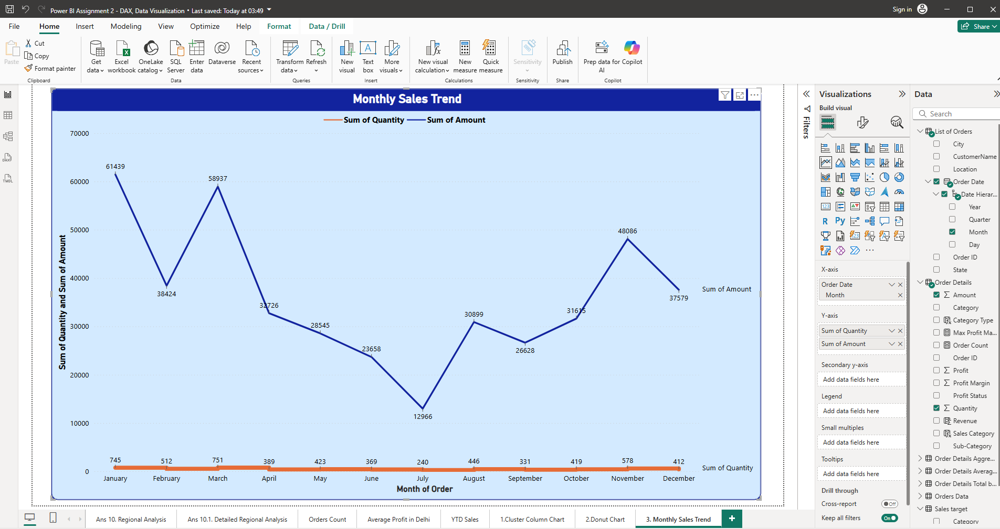 Power BI Assignment 2 - DAX, Data Visualization • Last saved: Today at 03:49
Sign in
File
Home
Insert
Modeling
View
Optimize
Help
Format
Data / Drill
Share
Paste
Cut
Copy
Format painter
Clipboard
Get data
Excel workbook
OneLake catalog
SQL Server
Enter data
Dataverse
Recent sources
Data
Transform data
Refresh
Queries
New visual
Text box
More visuals
Insert
New visual calculation
New measure
Quick measure
Calculations
Sensitivity
Sensitivity
Publish
Share
Prep data for AI
Copilot
Copilot
Monthly Sales Trend
Sum of Quantity
Sum of Amount
70000
60000
50000
40000
30000
20000
10000
0
Sum of Quantity and Sum of Amount
61439
38424
58937
32726
28545
23658
12966
30899
26628
31615
48086
37579
Sum of Amount
745
512
751
389
423
369
240
446
331
419
578
412
Sum of Quantity
January
February
March
April
May
June
July
August
September
October
November
December
Month of Order
Filters
Visualizations
Build visual
R
Py
123
123
X-axis
Order Date
Month
Y-axis
Sum of Quantity
Sum of Amount
Secondary y-axis
Add data fields here
Legend
Add data fields here
Small multiples
Add data fields here
Tooltips
Add data fields here
Drill through
Cross-report
Off
Keep all filters
On
Data
Search
List of Orders
City
CustomerName
Location
Order Date
Date Hierar...
Year
Quarter
Month
Day
Order ID
State
Order Details
Amount
Category
Category Type
Max Profit Ma...
Order Count
Order ID
Profit
Profit Margin
Profit Status
Quantity
Revenue
Sales Category
Sub-Category
Order Details Aggre...
Order Details Averag...
Order Details Total b...
Orders Data
Sales target
Category
DAX
TMDL
Ans 10. Regional Analysis
Ans 10.1. Detailed Regional Analysis
Orders Count
Average Profit in Delhi
YTD Sales
1.Cluster Column Chart
2.Donut Chart
3. Monthly Sales Trend